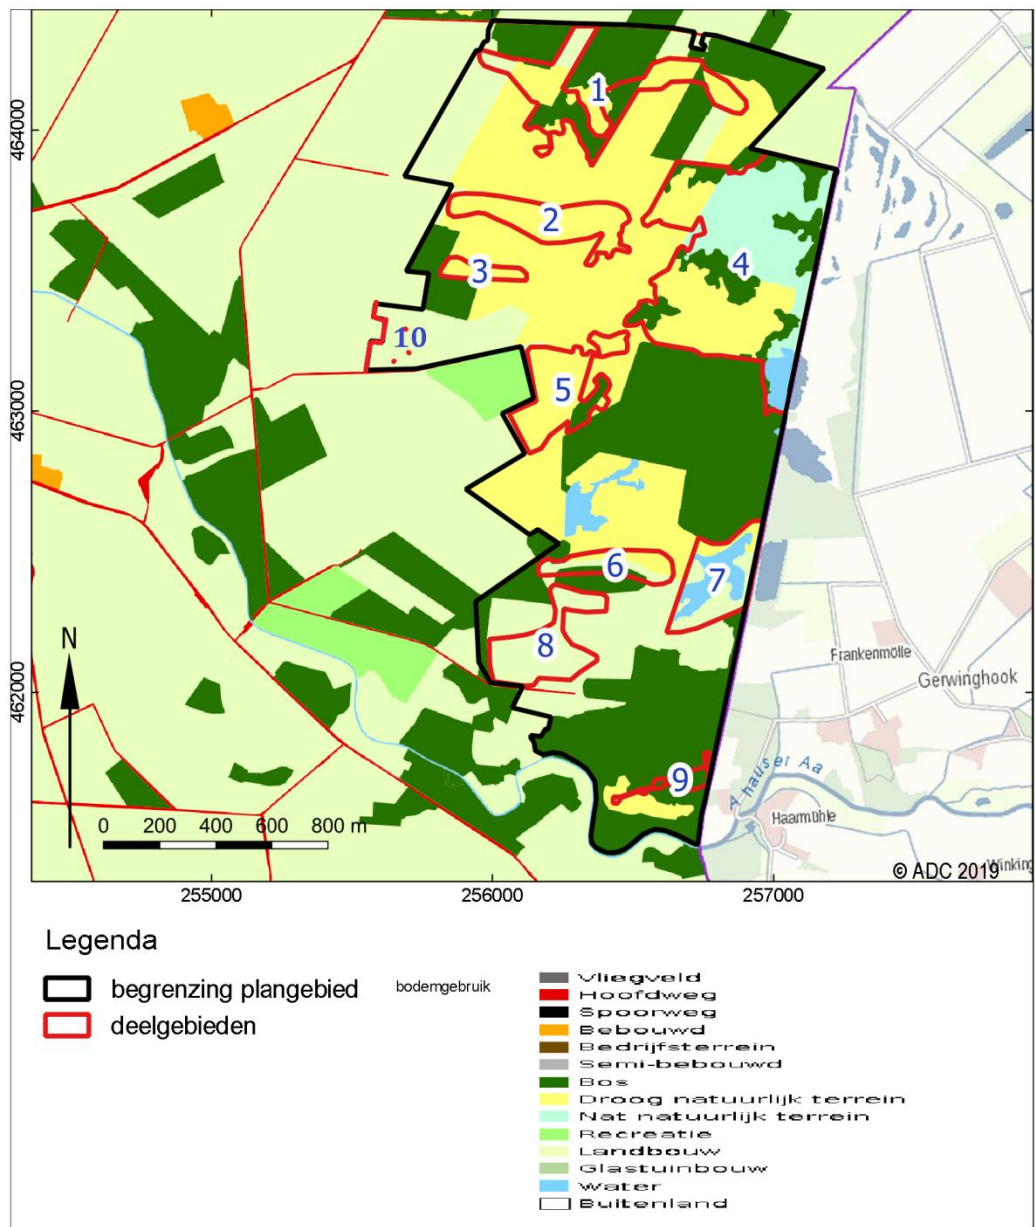 464000
463000
462000
1
2
3
4
10
5
6
7
8
9
N
0 200 400 600 800 m
Frankenmölle
Gerwinghook
Ahauser Aa
Haarmühle
Winking
© ADC 2019
255000 256000 257000
Legenda
begrenzing plangebied
deelgebieden
bodemgebruik
Vliegveld
Hoofdweg
Spoorweg
Bebouwd
Bedrijfsterrein
Semi-bebouwd
Bos
Droog natuurlijk terrein
Nat natuurlijk terrein
Recreatie
Landbouw
Glastuinbouw
Water
Buitenland